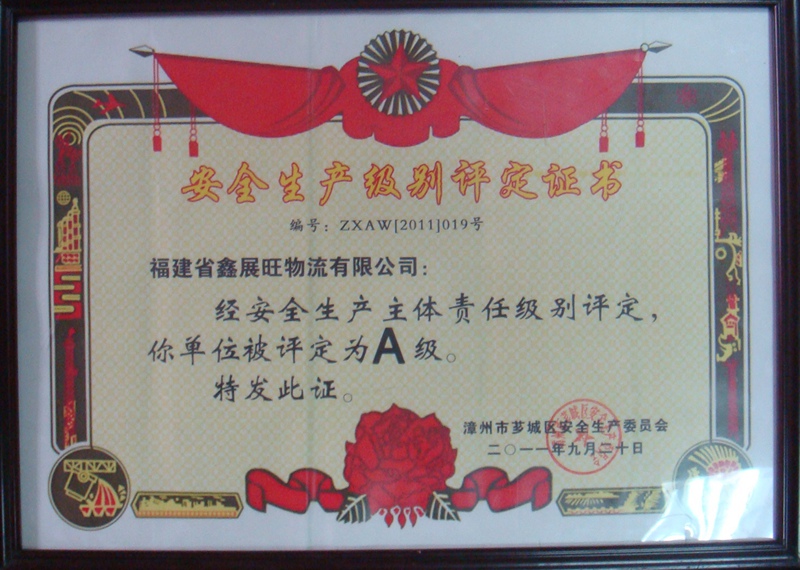 安全生产级别评定证书
编号：ZXAW[2011]019号
福建省鑫展旺物流有限公司：
经安全生产主体责任级别评定，
你单位被评定为A级。
特发此证。
漳州市芗城区安全生产委员会
二〇一一年九月二十日